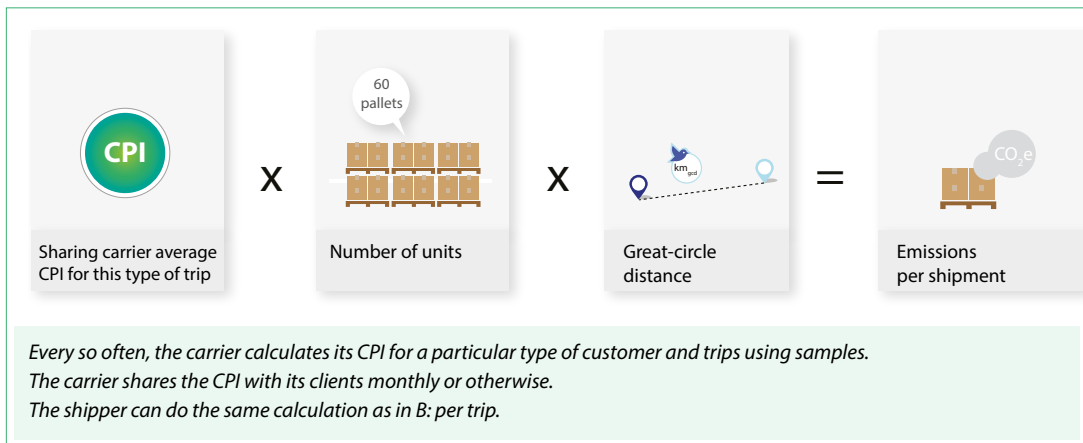 60
pallets
CPI
x
x
km gcd
=
CO₂e
Sharing carrier average
CPI for this type of trip
Number of units
Great-circle
distance
Emissions
per shipment
Every so often, the carrier calculates its CPI for a particular type of customer and trips using samples.
The carrier shares the CPI with its clients monthly or otherwise.
The shipper can do the same calculation as in B: per trip.